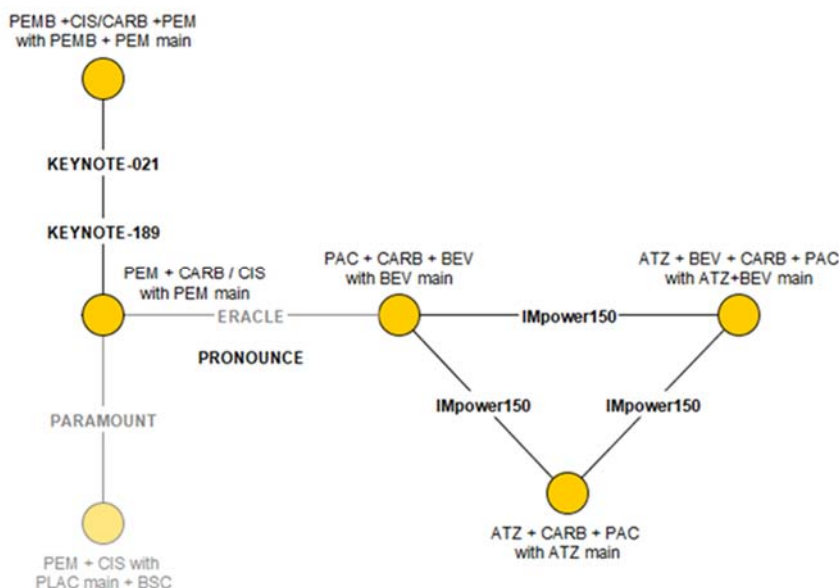 PEMB +CIS/CARB +PEM
with PEMB + PEM main
KEYNOTE-021
KEYNOTE-189
PEM + CARB / CIS
with PEM main
PAC + CARB + BEV
with BEV main
ATZ + BEV + CARB + PAC
with ATZ+BEV main
ERACLE
IMpower150
PRONOUNCE
IMpower150
IMpower150
PARAMOUNT
ATZ + CARB + PAC
with ATZ main
PEM + CIS with
PLAC main + BSC